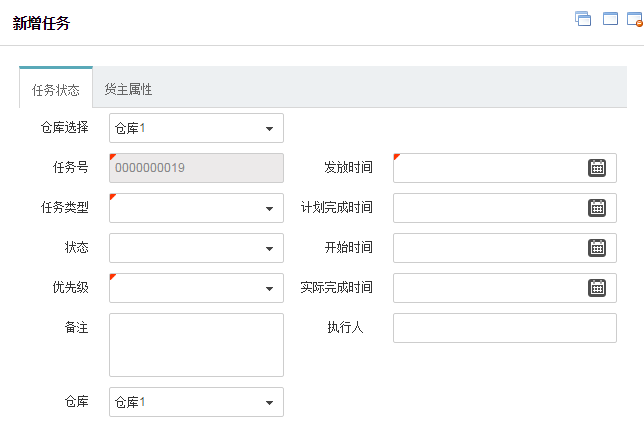 新增任务
任务状态 货主属性
仓库选择 仓库1
任务号 0000000019 发放时间
任务类型 计划完成时间
状态 开始时间
优先级 实际完成时间
备注 执行人
仓库 仓库1